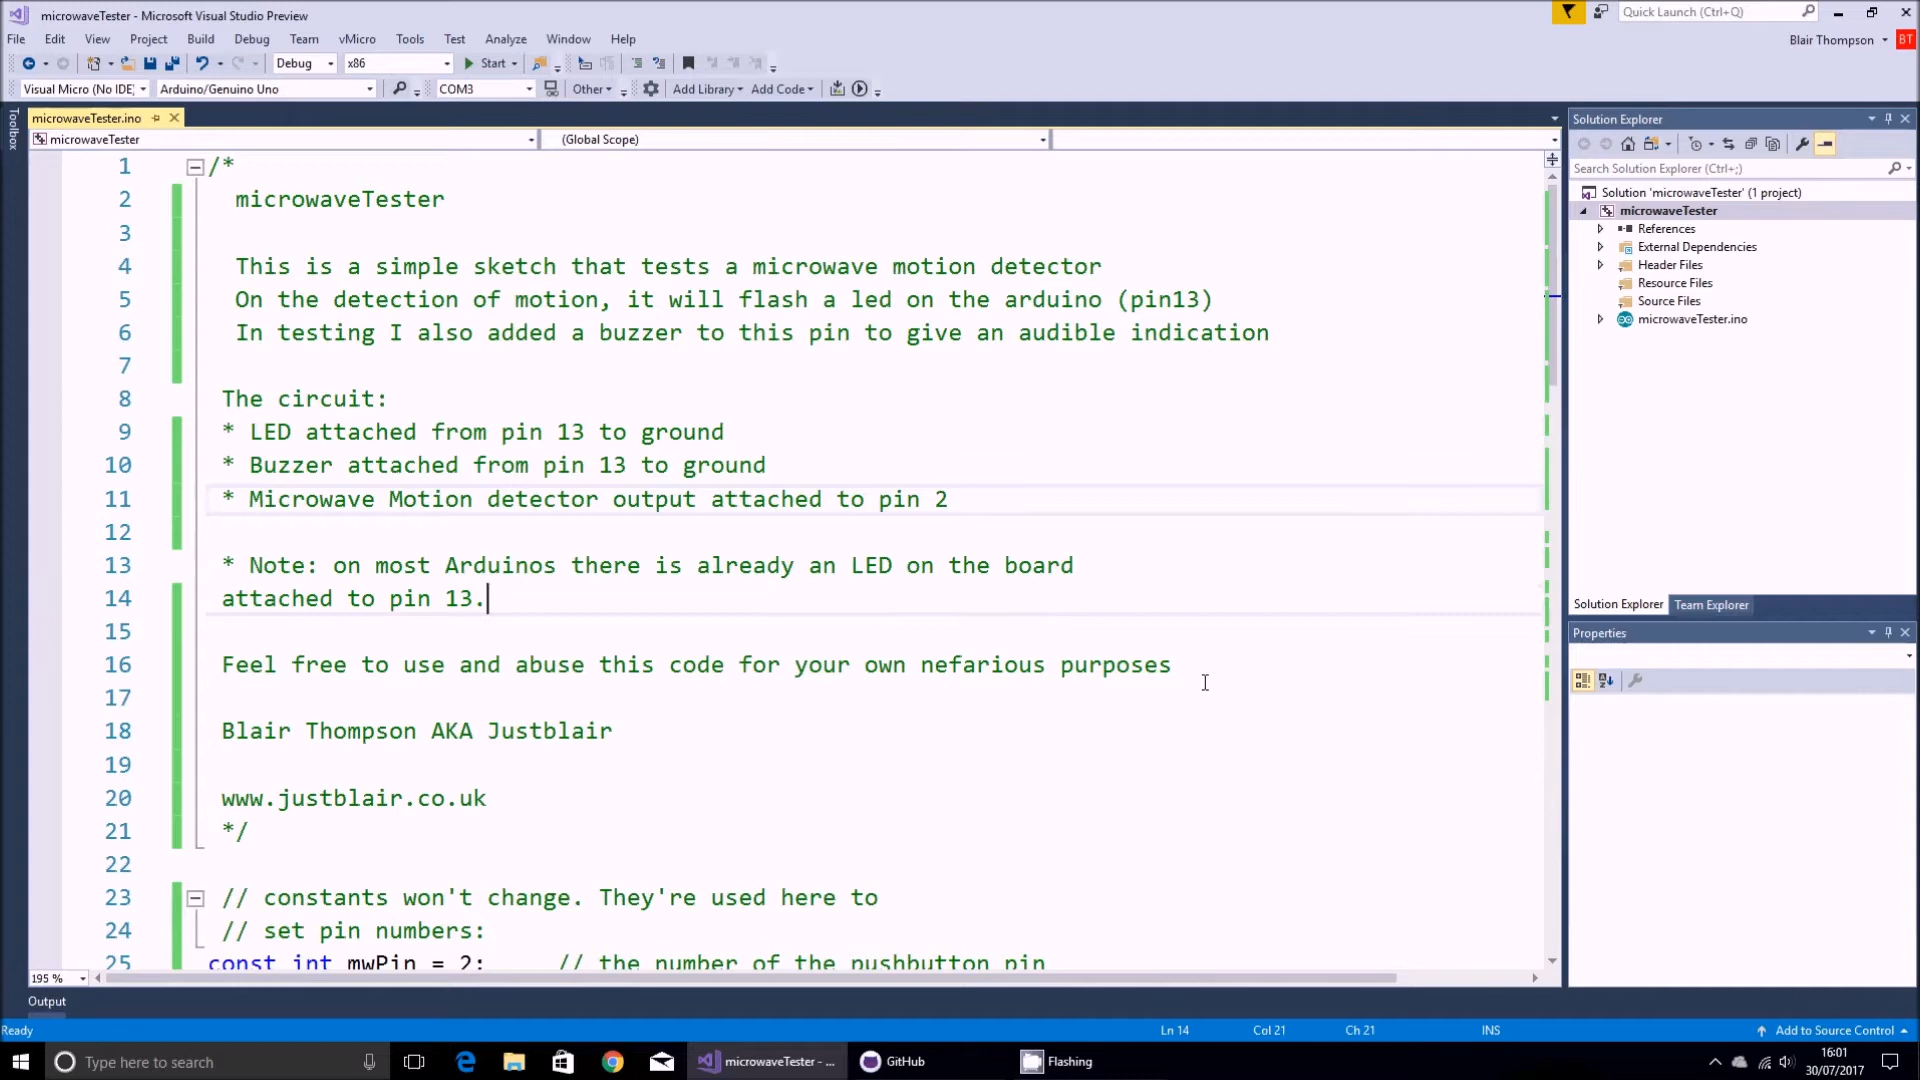 microwaveTester - Microsoft Visual Studio Preview
Quick Launch (Ctrl+Q)
File Edit View Project Build Debug Team vMicro Tools Test Analyze Window Help
Blair Thompson BT
Debug x86 Start
Visual Micro (No IDE) Arduino/Genuino Uno COM3 Other Add Library Add Code
Toolbox
microwaveTester.ino
microwaveTester (Global Scope)
1 /*
2 microwaveTester
3
4 This is a simple sketch that tests a microwave motion detector
5 On the detection of motion, it will flash a led on the arduino (pin13)
6 In testing I also added a buzzer to this pin to give an audible indication
7
8 The circuit:
9 * LED attached from pin 13 to ground
10 * Buzzer attached from pin 13 to ground
11 * Microwave Motion detector output attached to pin 2
12
13 * Note: on most Arduinos there is already an LED on the board
14 attached to pin 13.
15
16 Feel free to use and abuse this code for your own nefarious purposes
17
18 Blair Thompson AKA Justblair
19
20 www.justblair.co.uk
21 */
22
23 // constants won't change. They're used here to
24 // set pin numbers:
25 const int mwPin = 2; // the number of the pushbutton pin
195 %
Solution Explorer
Search Solution Explorer (Ctrl+;)
Solution 'microwaveTester' (1 project)
microwaveTester
References
External Dependencies
Header Files
Resource Files
Source Files
microwaveTester.ino
Solution Explorer Team Explorer
Properties
Output
Ready Ln 14 Col 21 Ch 21 INS Add to Source Control
Type here to search microwaveTester - ... GitHub Flashing
16:01
30/07/2017